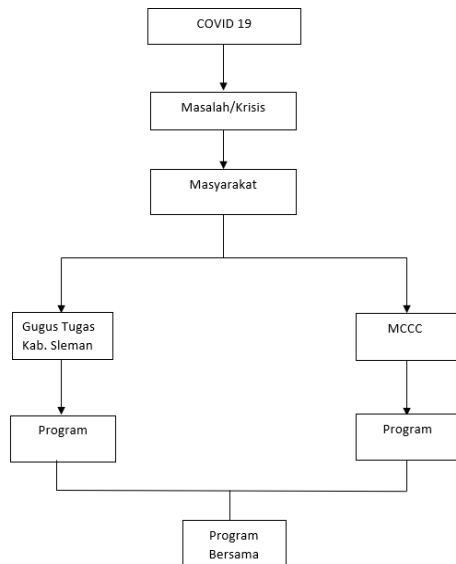 COVID 19
Masalah/Krisis
Masyarakat
Gugus Tugas
Kab. Sleman
MCCC
Program
Program
Program
Bersama